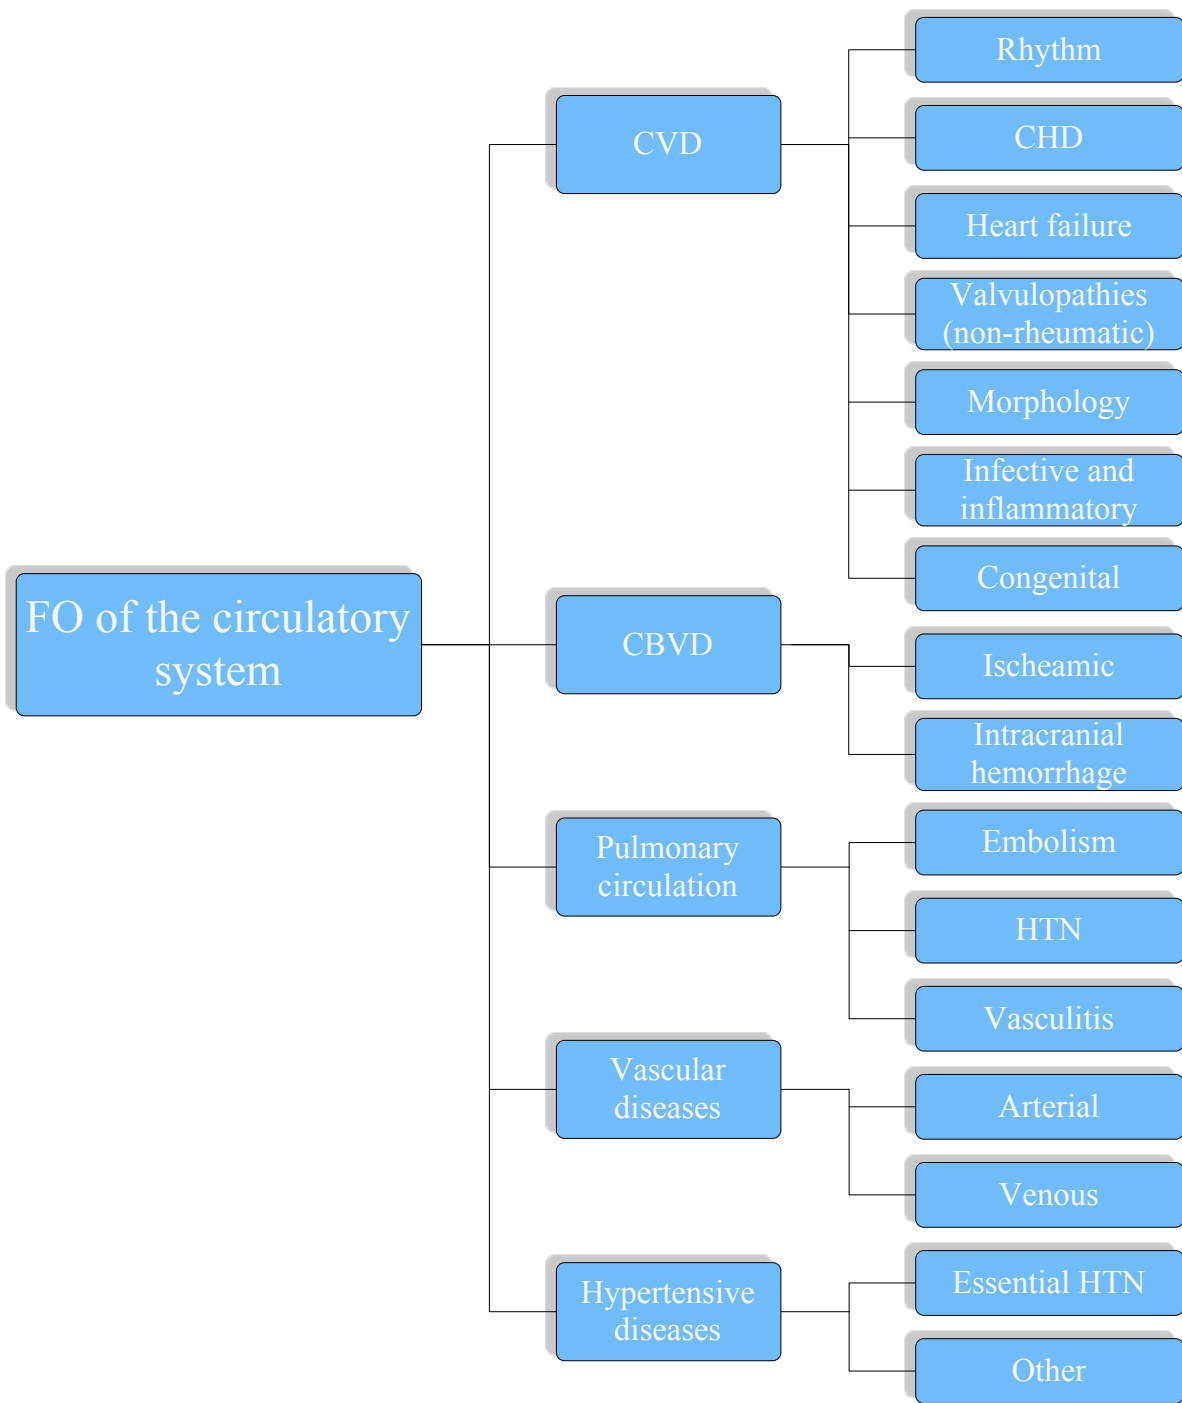 FO of the circulatory
system
CVD
Rhythm
CHD
Heart failure
Valvulopathies
(non-rheumatic)
Morphology
Infective and
inflammatory
Congenital
CBVD
Ischeamic
Intracranial
hemorrhage
Pulmonary
circulation
Embolism
HTN
Vasculitis
Vascular
diseases
Arterial
Venous
Hypertensive
diseases
Essential HTN
Other